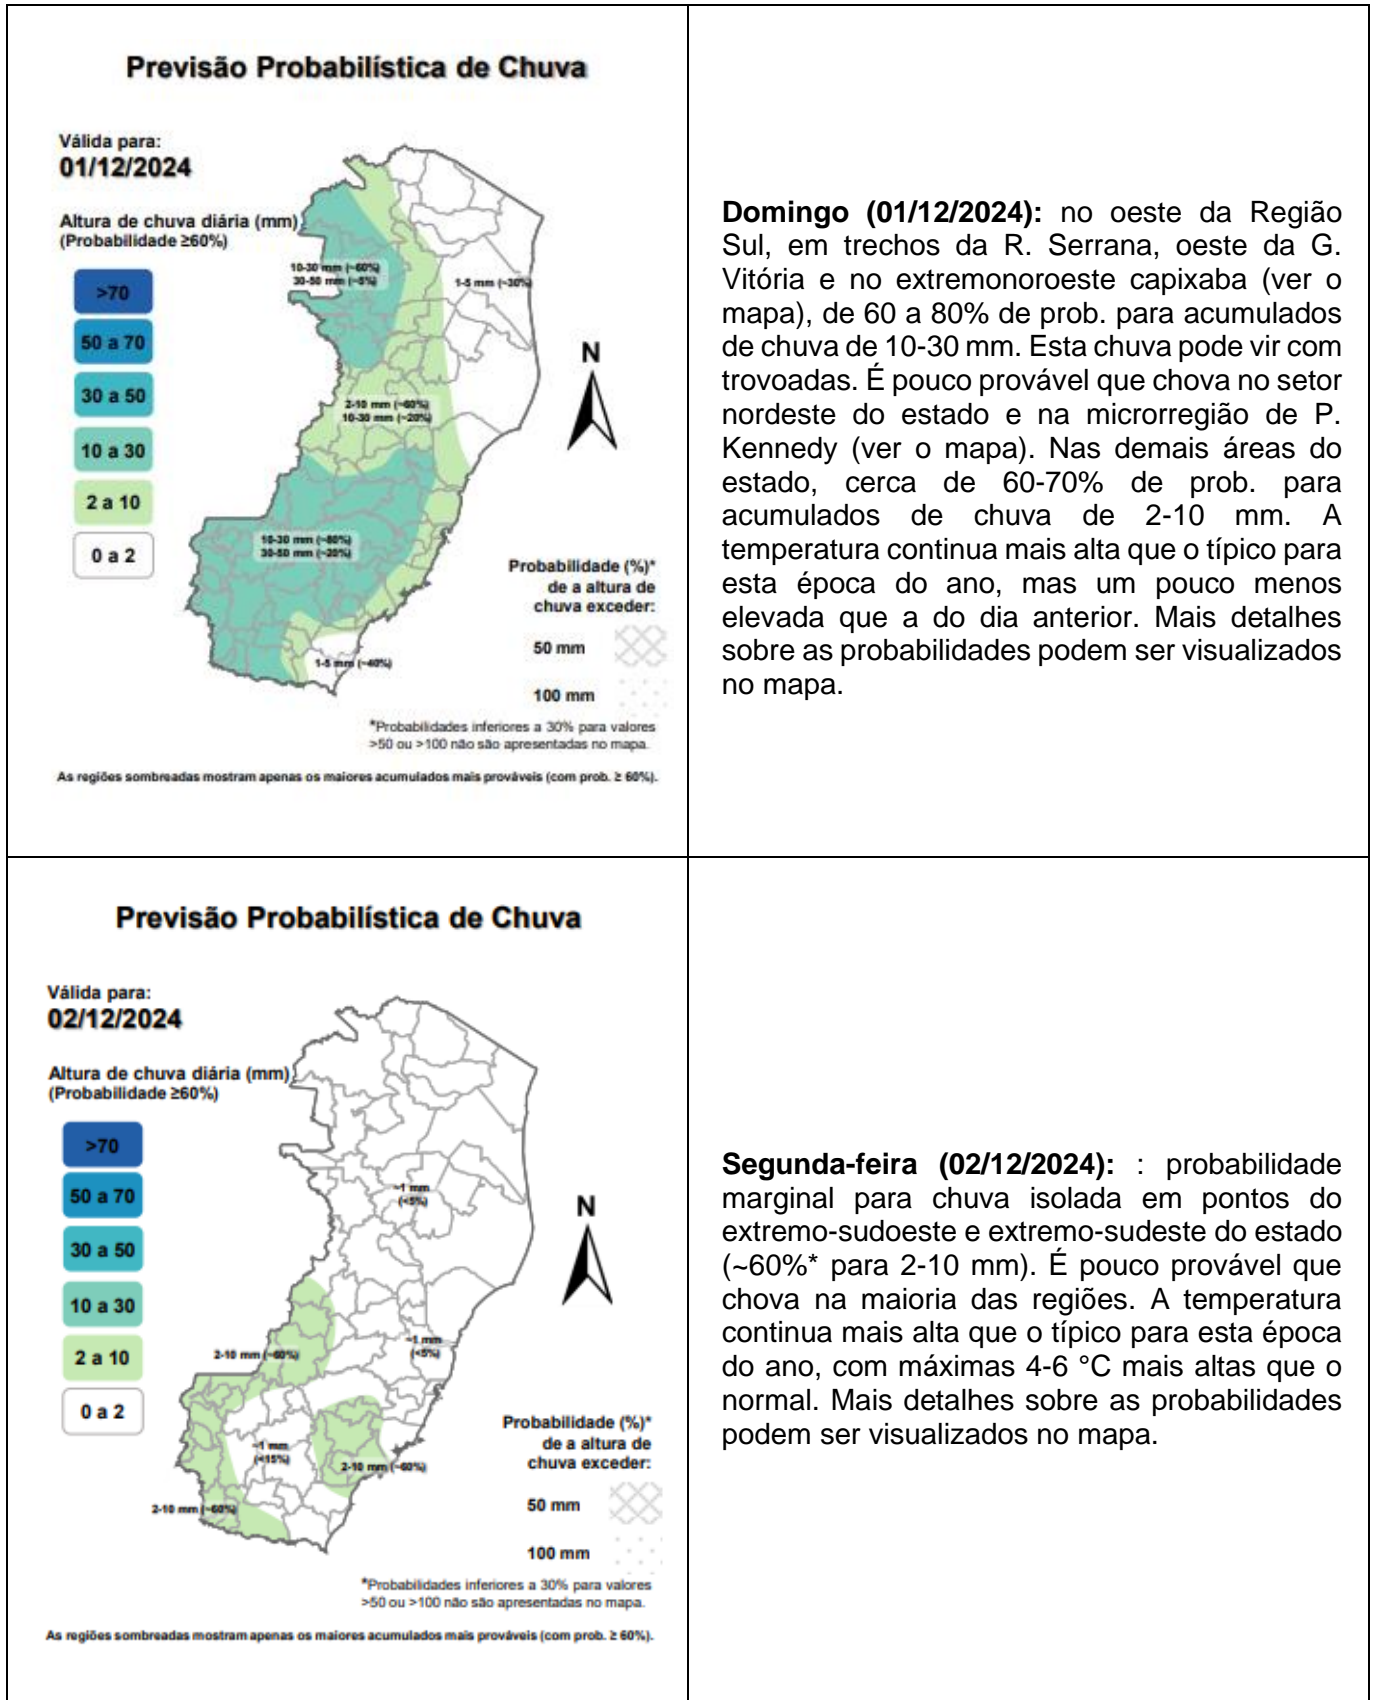 Previsão Probabilística de Chuva
Válida para:
01/12/2024
Altura de chuva diária (mm)
(Probabilidade ≥60%)
>70
50 a 70
30 a 50
10 a 30
2 a 10
0 a 2
10-30 mm (~60%)
30-50 mm (~5%)
1-5 mm (~30%)
2-10 mm (~60%)
10-30 mm (~20%)
10-30 mm (~80%)
30-50 mm (~20%)
1-5 mm (~40%)
N
Probabilidade (%)*
de a altura de
chuva exceder:
50 mm
100 mm
*Probabilidades inferiores a 30% para valores
>50 ou >100 não são apresentadas no mapa.
As regiões sombreadas mostram apenas os maiores acumulados mais prováveis (com prob. ≥ 60%).
Domingo (01/12/2024): no oeste da Região
Sul, em trechos da R. Serrana, oeste da G.
Vitória e no extremonoroeste capixaba (ver o
mapa), de 60 a 80% de prob. para acumulados
de chuva de 10-30 mm. Esta chuva pode vir com
trovoadas. É pouco provável que chova no setor
nordeste do estado e na microrregião de P.
Kennedy (ver o mapa). Nas demais áreas do
estado, cerca de 60-70% de prob. para
acumulados de chuva de 2-10 mm. A
temperatura continua mais alta que o típico para
esta época do ano, mas um pouco menos
elevada que a do dia anterior. Mais detalhes
sobre as probabilidades podem ser visualizados
no mapa.
Previsão Probabilística de Chuva
Válida para:
02/12/2024
Altura de chuva diária (mm)
(Probabilidade ≥60%)
>70
50 a 70
30 a 50
10 a 30
2 a 10
0 a 2
~1 mm
(<5%)
~1 mm
(<5%)
2-10 mm (~60%)
~1 mm
(<15%)
2-10 mm (~60%)
2-10 mm (~60%)
N
Probabilidade (%)*
de a altura de
chuva exceder:
50 mm
100 mm
*Probabilidades inferiores a 30% para valores
>50 ou >100 não são apresentadas no mapa.
As regiões sombreadas mostram apenas os maiores acumulados mais prováveis (com prob. ≥ 60%).
Segunda-feira (02/12/2024): : probabilidade
marginal para chuva isolada em pontos do
extremo-sudoeste e extremo-sudeste do estado
(~60%* para 2-10 mm). É pouco provável que
chova na maioria das regiões. A temperatura
continua mais alta que o típico para esta época
do ano, com máximas 4-6 °C mais altas que o
normal. Mais detalhes sobre as probabilidades
podem ser visualizados no mapa.